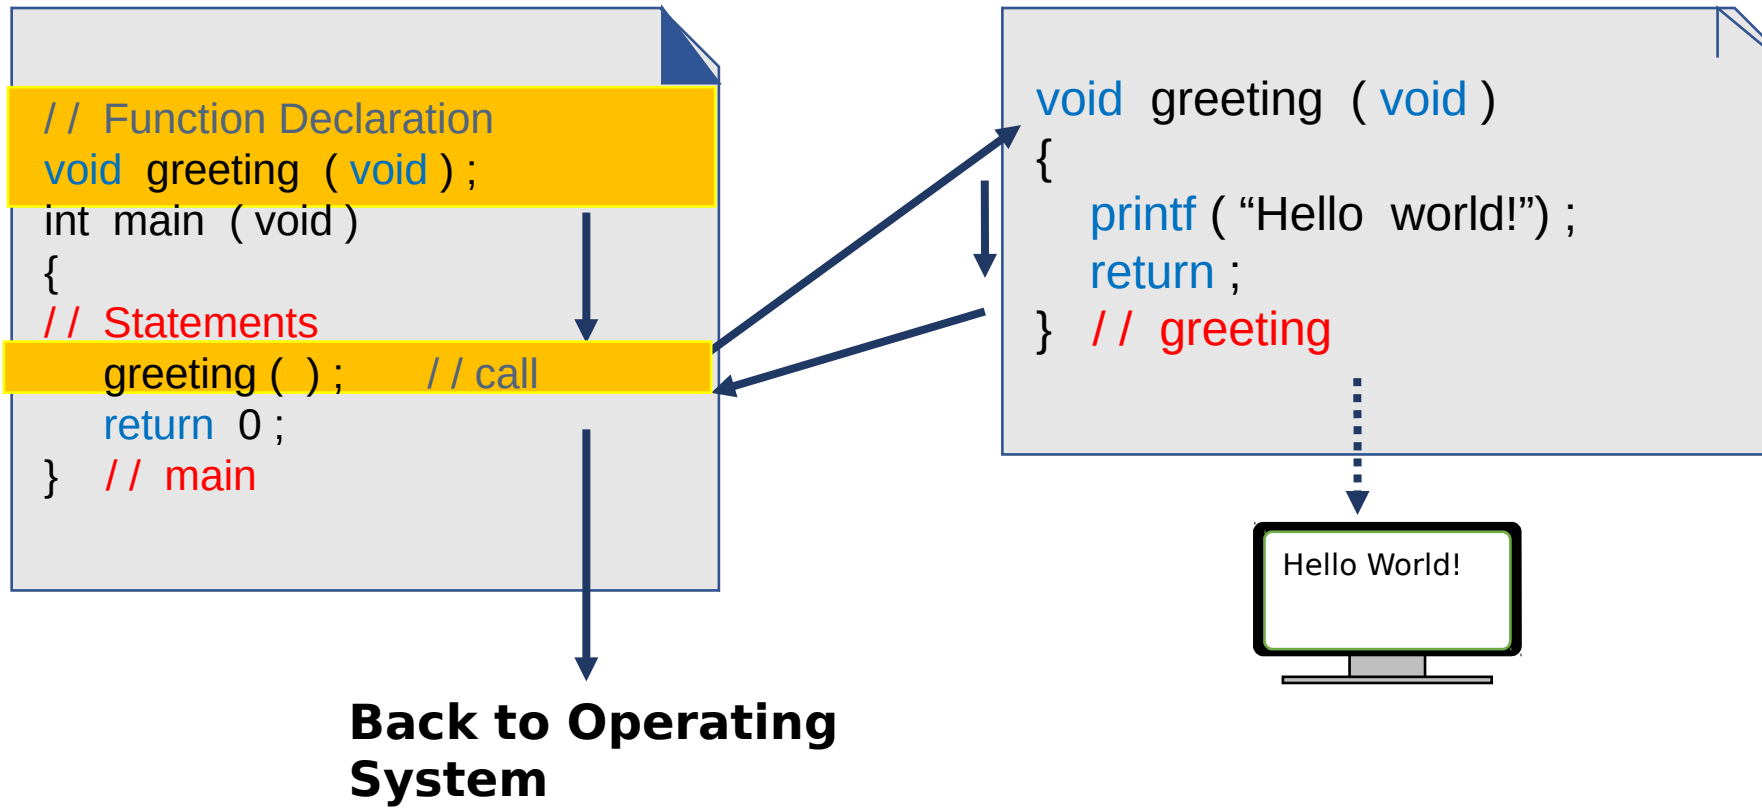 // Function Declaration
void greeting ( void ) ;
int main ( void )
{
// Statements
greeting ( ) ; // call
return 0 ;
} // main
void greeting ( void )
{
printf ( “Hello world!”) ;
return ;
} // greeting
Hello World!
Back to Operating
System